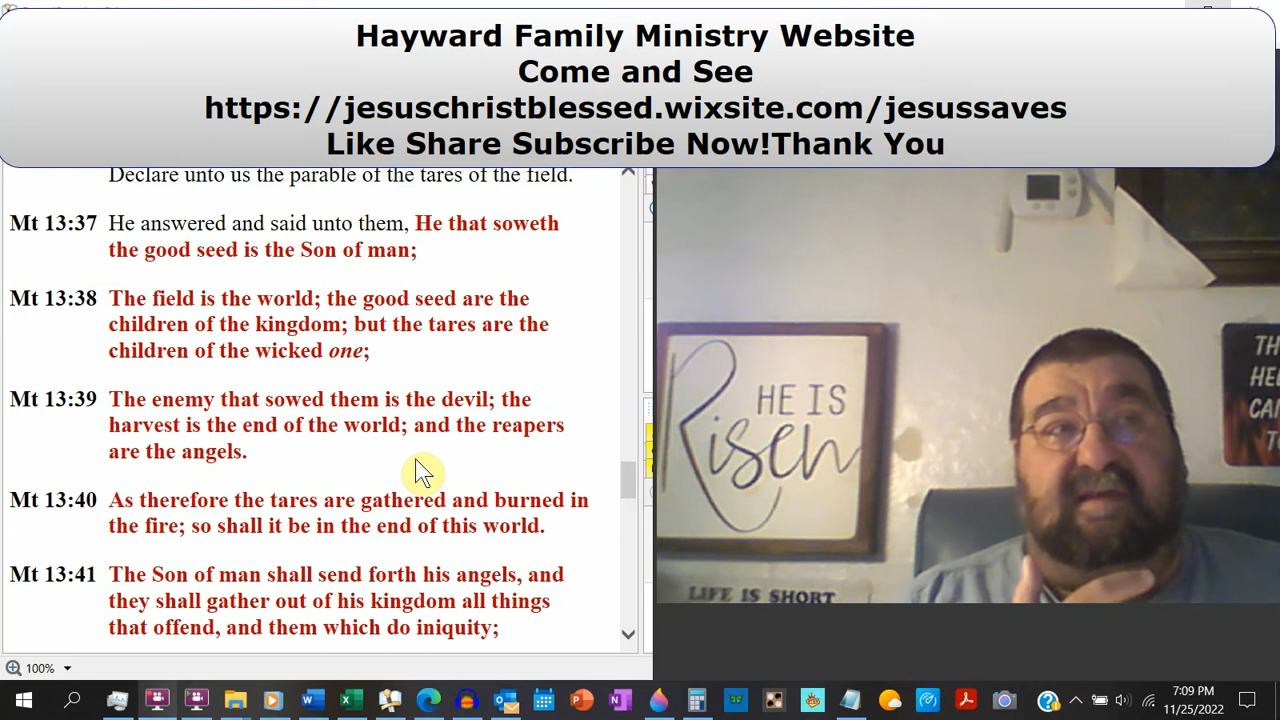 Hayward Family Ministry Website
Come and See
https://jesuschristblessed.wixsite.com/jesussaves
Like Share Subscribe Now!Thank You
Declare unto us the parable of the tares of the field.
Mt 13:37 He answered and said unto them, He that soweth
the good seed is the Son of man;
Mt 13:38 The field is the world; the good seed are the
children of the kingdom; but the tares are the
children of the wicked one;
Mt 13:39 The enemy that sowed them is the devil; the
harvest is the end of the world; and the reapers
are the angels.
Mt 13:40 As therefore the tares are gathered and burned in
the fire; so shall it be in the end of this world.
Mt 13:41 The Son of man shall send forth his angels, and
they shall gather out of his kingdom all things
that offend, and them which do iniquity;
HE IS
Risen
LIFE IS SHORT
100%
7:09 PM
11/25/2022